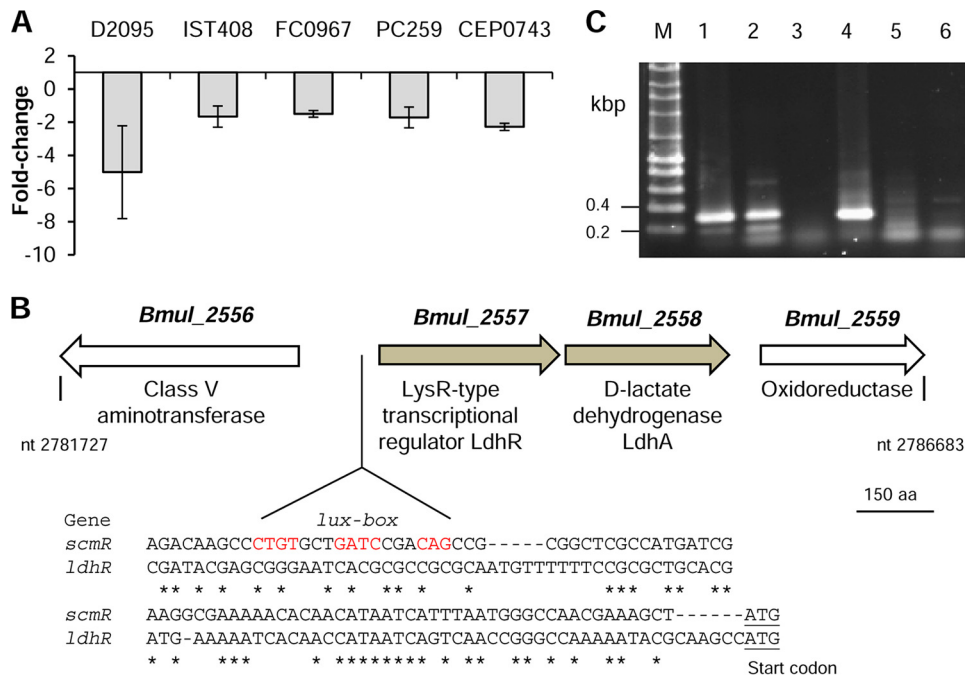 A
D2095 IST408 FC0967 PC259 CEP0743
Fold-change
2
0
-2
-4
-6
-8
-10
C
M 1 2 3 4 5 6
kbp
0.4
0.2
B
Bmul_2556 Bmul_2557 Bmul_2558 Bmul_2559
Class V
aminotransferase
LysR-type
transcriptional
regulator LdhR
D-lactate
dehydrogenase
LdhA
Oxidoreductase
nt 2781727
nt 2786683
150 aa
Gene lux-box
scmR AGACAAGCCCTGTGCTGATCCGACAGCCG-----CGGCTCGCCATGATCG
ldhR CGATACGAGCGGGAATCACGCGCCGCGCAATGTTTTTTCCGCGCTGCACG
** * * ** * * ** * * *** * **
scmR AAGGCGAAAAACACAACATAATCATTTAATGGGCCAACGAAAGCT------ATG
ldhR ATG-AAAAATCACAACCATAATCAGTCAACCGGGCCAAAAATACGCAAGCCATG
* * *** * ******** * ** ** * ** * *
Start codon